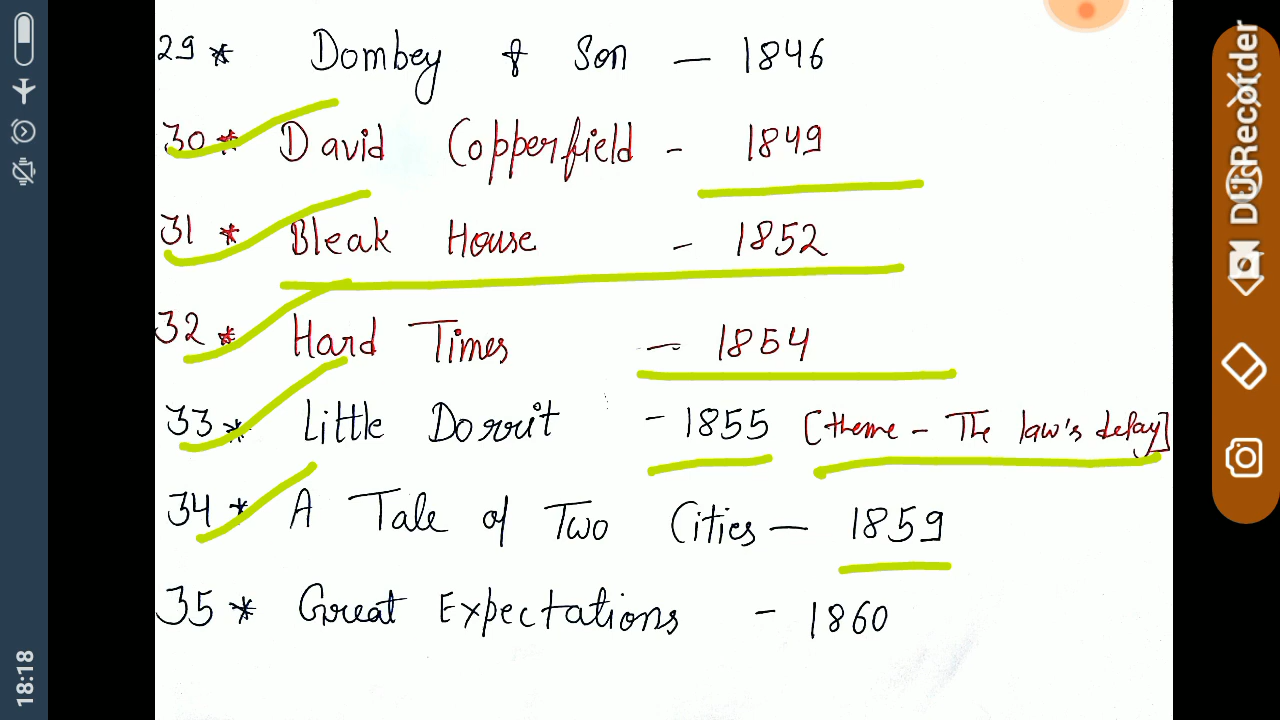 29* Dombey & Son — 1846
30* David Copperfield - 1849
31* Bleak House - 1852
32* Hard Times — 1854
33* Little Dorrit - 1855 [theme - The law's delay]
34* A Tale of Two Cities — 1859
35* Great Expectations - 1860
18:18
DU Recorder